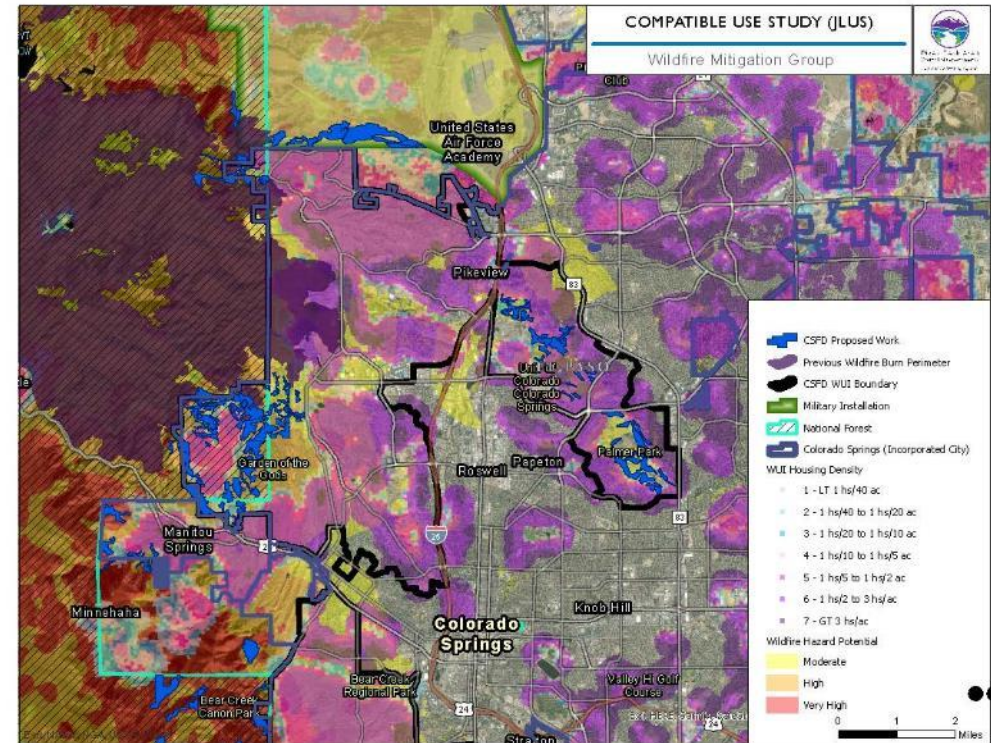 COMPATIBLE USE STUDY (JLUS)
Wildfire Mitigation Group
Club
United States
Air Force
Academy
Pikeview
83
Colorado
Colorado
Springs
Garden of the
Gods
Roswell
Papeton
Palmer Park
83
25
Manitou
Springs
Minnehaha
Knob Hill
Colorado
Springs
Bear Creek
Regional Park
Valley Hi Golf
Course
Bear Creek
Canon Park
24
24
Stratton
CSFD Proposed Work
Previous Wildfire Burn Perimeter
CSFD WUI Boundary
Military Installation
National Forest
Colorado Springs (Incorporated City)
WUI Housing Density
1 - LT 1 hs/40 ac
2 - 1 hs/40 to 1 hs/20 ac
3 - 1 hs/20 to 1 hs/10 ac
4 - 1 hs/10 to 1 hs/5 ac
5 - 1 hs/5 to 1 hs/2 ac
6 - 1 hs/2 to 3 hs/ac
7 - GT 3 hs/ac
Wildfire Hazard Potential
Moderate
High
Very High
0 1 2
Miles